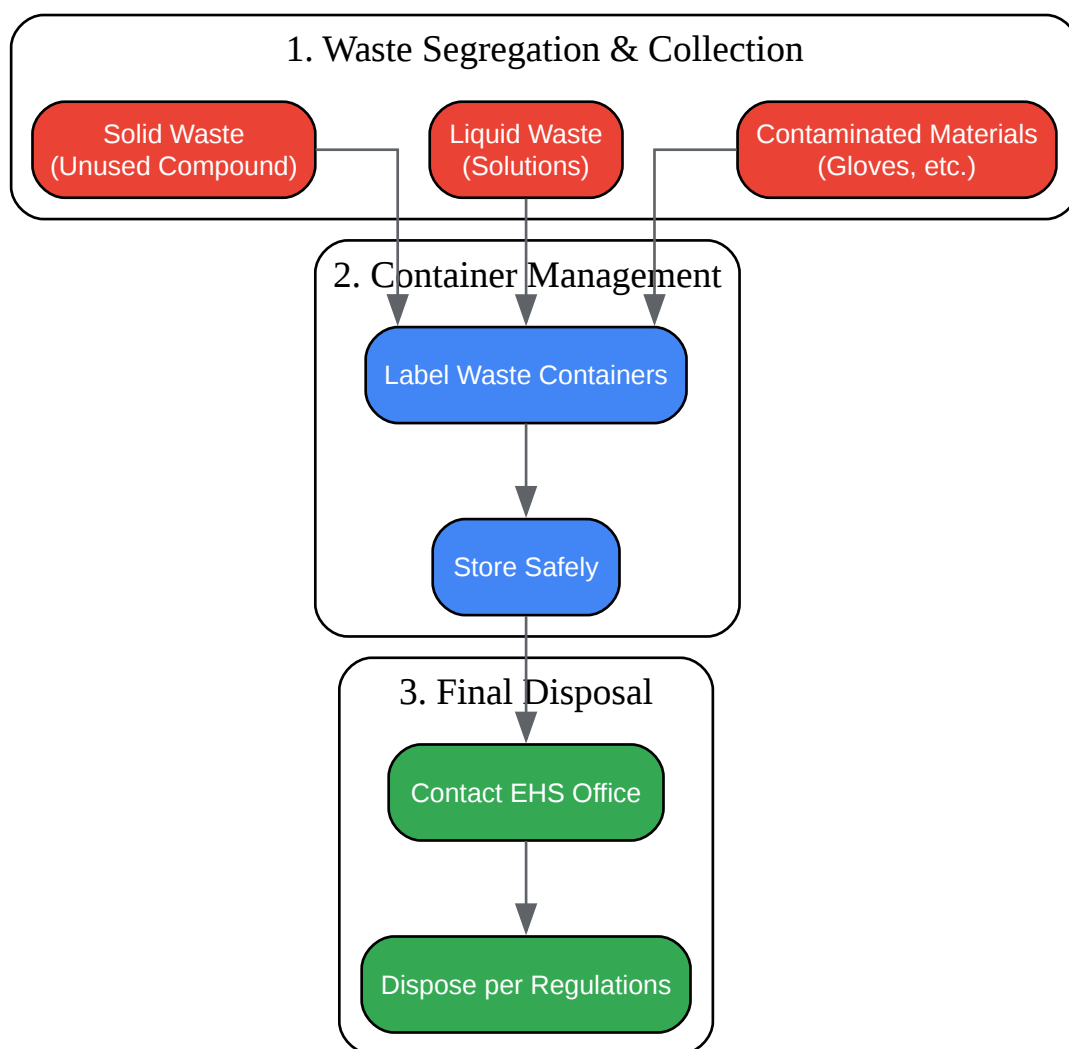 1. Waste Segregation & Collection
Solid Waste
(Unused Compound)
Liquid Waste
(Solutions)
Contaminated Materials
(Gloves, etc.)
2. Container Management
Label Waste Containers
Store Safely
3. Final Disposal
Contact EHS Office
Dispose per Regulations